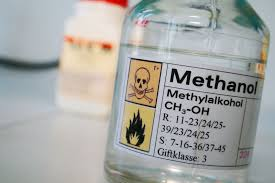 Methanol
T+
Methylalkohol
CH₃-OH
R: 11-23/24/25-
39/23/24/25
S: 7-16-36/37-45
Giftklasse: 3